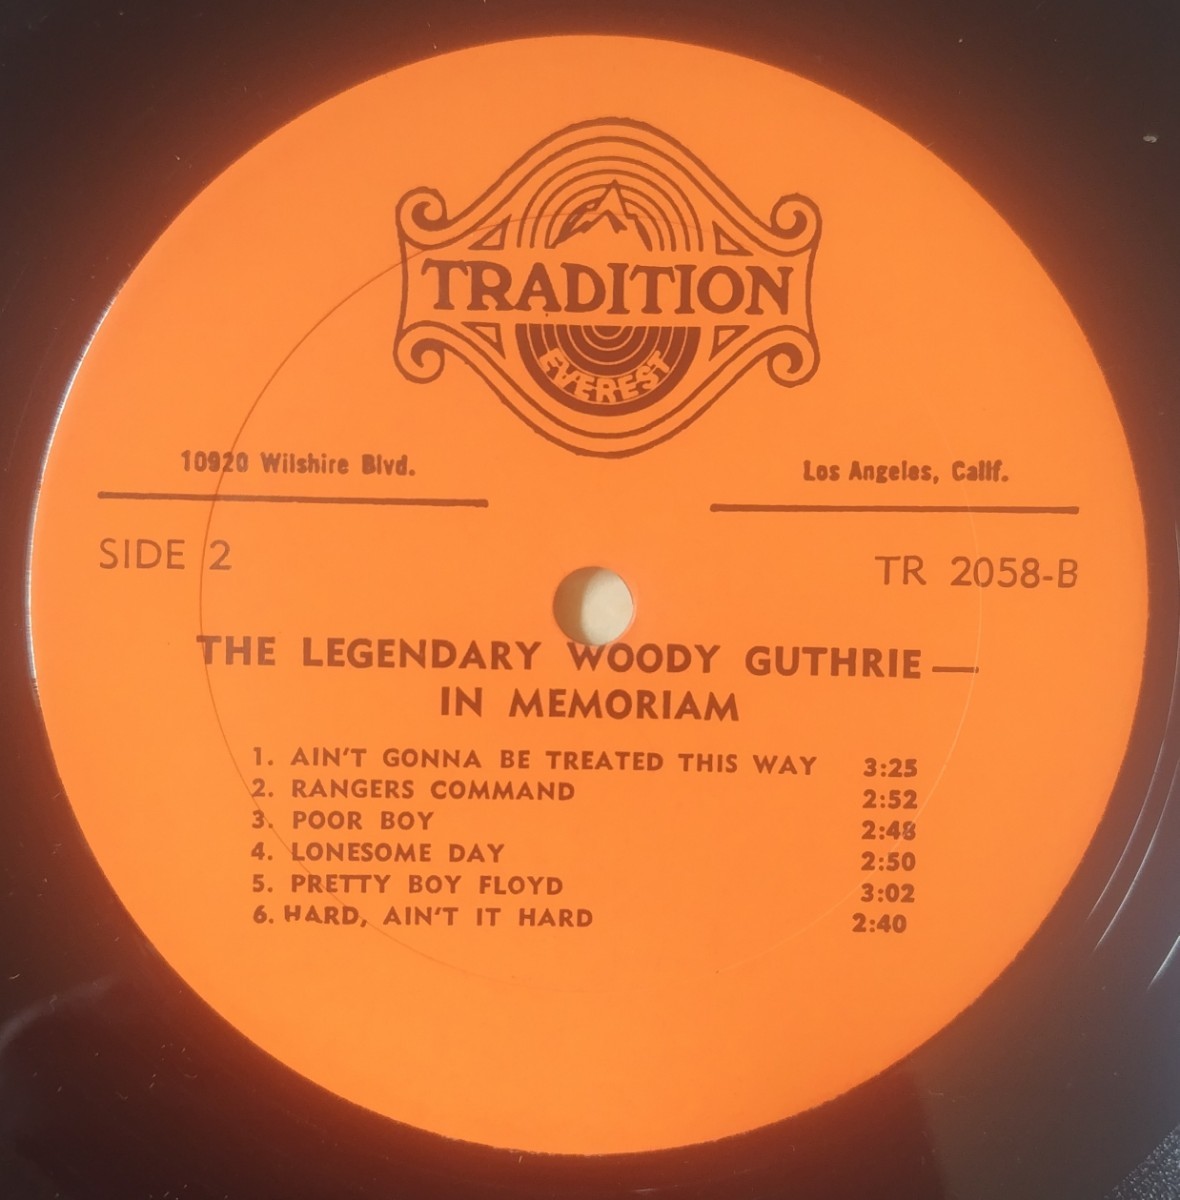 TRADITION
EVEREST
10920 Wilshire Blvd.
Los Angeles, Calif.
SIDE 2
TR 2058-B
THE LEGENDARY WOODY GUTHRIE —
IN MEMORIAM
1. AIN'T GONNA BE TREATED THIS WAY 3:25
2. RANGERS COMMAND 2:52
3. POOR BOY 2:48
4. LONESOME DAY 2:50
5. PRETTY BOY FLOYD 3:02
6. HARD, AIN'T IT HARD 2:40